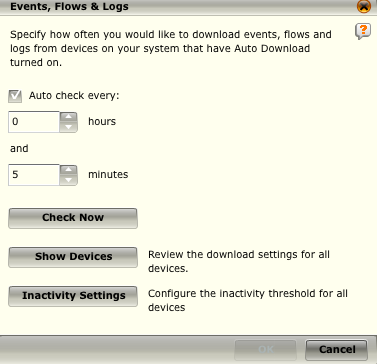 Events, Flows & Logs
Specify how often you would like to download events, flows and
logs from devices on your system that have Auto Download
turned on.
Auto check every:
0 hours
and
5 minutes
Check Now
Show Devices Review the download settings for all
devices.
Inactivity Settings Configure the inactivity threshold for all
devices
OK Cancel